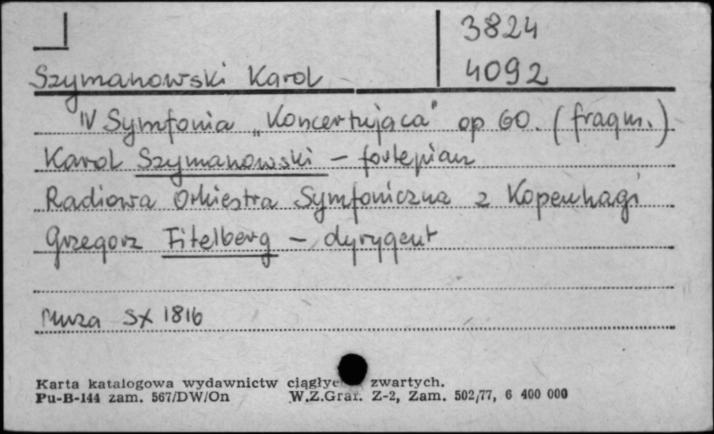 3824
4092
Szymanowski Karol
IV Symfonia „Koncertująca" op 60. (fragm.)
Karol Szymanowski – fortepian
Radiowa Orkiestra Symfoniczna z Kopenhagi
Grzegorz Fitelberg – dyrygent
Muza SX 1816
Karta katalogowa wydawnictw zwartych.
Pu-B-144 zam. 567/DW/On W.Z.Graf. Z-2, Zam. 502/77, 6 400 000